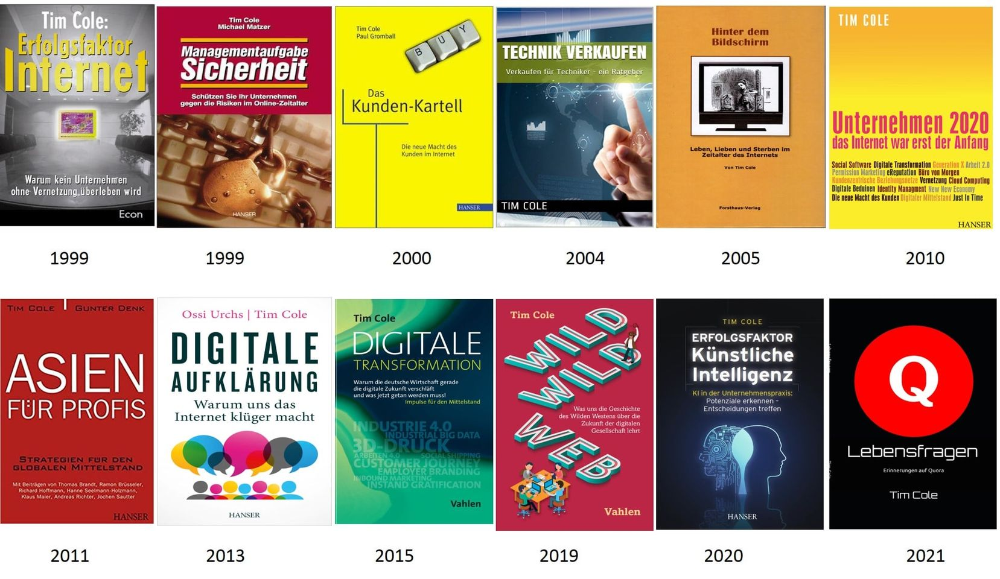 Tim Cole:
Erfolgsfaktor
Internet
Warum kein Unternehmen
ohne Vernetzung überleben wird
Econ
Tim Cole
Michael Matzer
Managementaufgabe
Sicherheit
Schützen Sie Ihr Unternehmen
gegen die Risiken im Online-Zeitalter
HANSER
Tim Cole
Paul Gromball
B U Y
Das
Kunden-Kartell
Die neue Macht des
Kunden im Internet
HANSER
TECHNIK VERKAUFEN
Verkaufen für Techniker - ein Ratgeber
TIM COLE
Hinter dem
Bildschirm
Leben, Lieben und Sterben im
Zeitalter des Internets
Von Tim Cole
Forsthaus-Verlag
TIM COLE
Unternehmen 2020
das Internet war erst der Anfang
Social Software Digitale Transformation Generation X Arbeit 2.0
Permission Marketing eReputation Büro von Morgen
Kundenzentrische Beziehungsnetze Vernetzung Cloud Computing
Digitale Beduinen Identity Managment New New Economy
Die neue Macht des Kunden Digitaler Mittelstand Just In Time
HANSER
1999
1999
2000
2004
2005
2010
TIM COLE
GUNTER DENK
ASIEN
FÜR PROFIS
STRATEGIEN FÜR DEN
GLOBALEN MITTELSTAND
Mit Beiträgen von Thomas Brandt, Ramon Brüsseler,
Richard Hoffmann, Hanne Seelmann-Holzmann,
Klaus Maier, Andreas Richter, Jochen Sautter
HANSER
Ossi Urchs | Tim Cole
DIGITALE
AUFKLÄRUNG
Warum uns das
Internet klüger macht
HANSER
Tim Cole
DIGITALE
TRANSFORMATION
Warum die deutsche Wirtschaft gerade
die digitale Zukunft verschläft
und was jetzt getan werden muss!
Impulse für den Mittelstand
INDUSTRIE 4.0
INDUSTRIAL BIG DATA
3D-DRUCK
ARBEITEN 4.0 SOCIAL SHIPPING
CUSTOMER JOURNEY
EMPLOYER BRANDING
INBOUND MARKETING
INSTAND GRATIFICATION
Vahlen
Tim Cole
WILD
WILD
WEB
Was uns die Geschichte
des Wilden Westens über die
Zukunft der digitalen
Gesellschaft lehrt
Vahlen
TIM COLE
ERFOLGSFAKTOR
Künstliche
Intelligenz
KI in der Unternehmenspraxis:
Potenziale erkennen –
Entscheidungen treffen
HANSER
Q
Lebensfragen
Erinnerungen auf Quora
Tim Cole
2011
2013
2015
2019
2020
2021